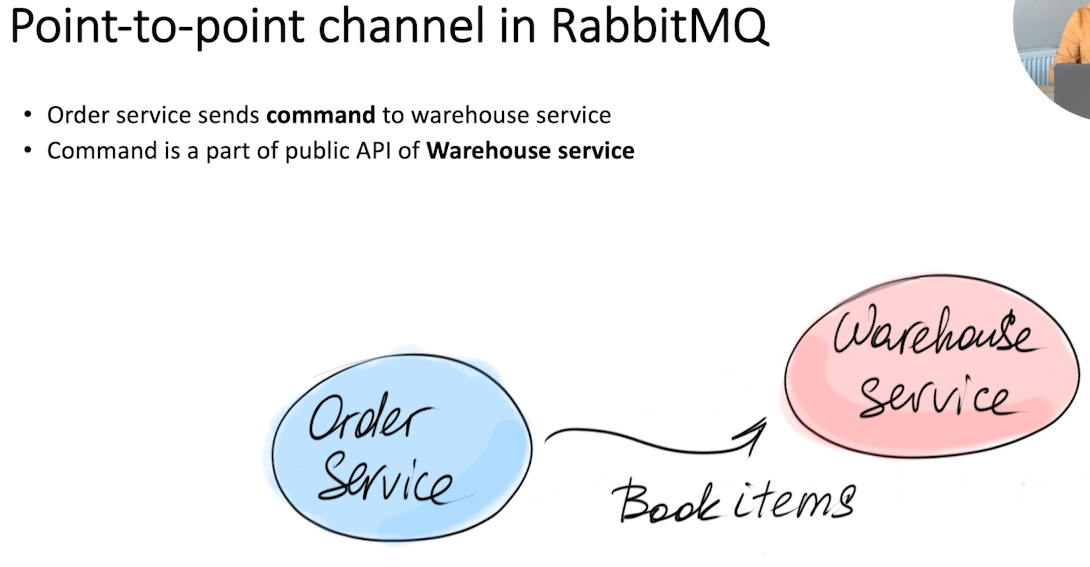 Point-to-point channel in RabbitMQ
• Order service sends command to warehouse service
• Command is a part of public API of Warehouse service
Warehouse
service
Order
Service
Book items